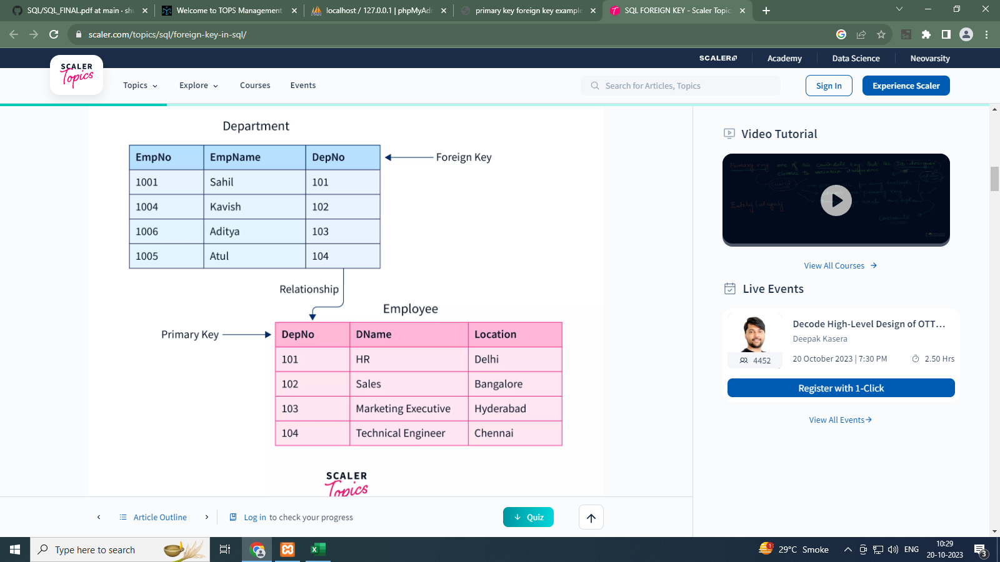 SQL/SQL_FINAL.pdf at main · sh
Welcome to TOPS Management
localhost / 127.0.0.1 | phpMyAdr
primary key foreign key example
SQL FOREIGN KEY - Scaler Topic
scaler.com/topics/sql/foreign-key-in-sql/
SCALER
Academy
Data Science
Neovarsity
SCALER
Topics
Topics
Explore
Courses
Events
Search for Articles, Topics
Sign In
Experience Scaler
Department
EmpNo EmpName DepNo
Foreign Key
1001 Sahil 101
1004 Kavish 102
1006 Aditya 103
1005 Atul 104
Relationship
Employee
Primary Key
DepNo DName Location
101 HR Delhi
102 Sales Bangalore
103 Marketing Executive Hyderabad
104 Technical Engineer Chennai
SCALER
Topics
Video Tutorial
View All Courses
Live Events
Decode High-Level Design of OTT...
Deepak Kasera
4452
20 October 2023 | 7:30 PM
2.50 Hrs
Register with 1-Click
View All Events
Article Outline
Log in to check your progress
Quiz
Type here to search
1
29°C Smoke
ENG
10:29
20-10-2023
3